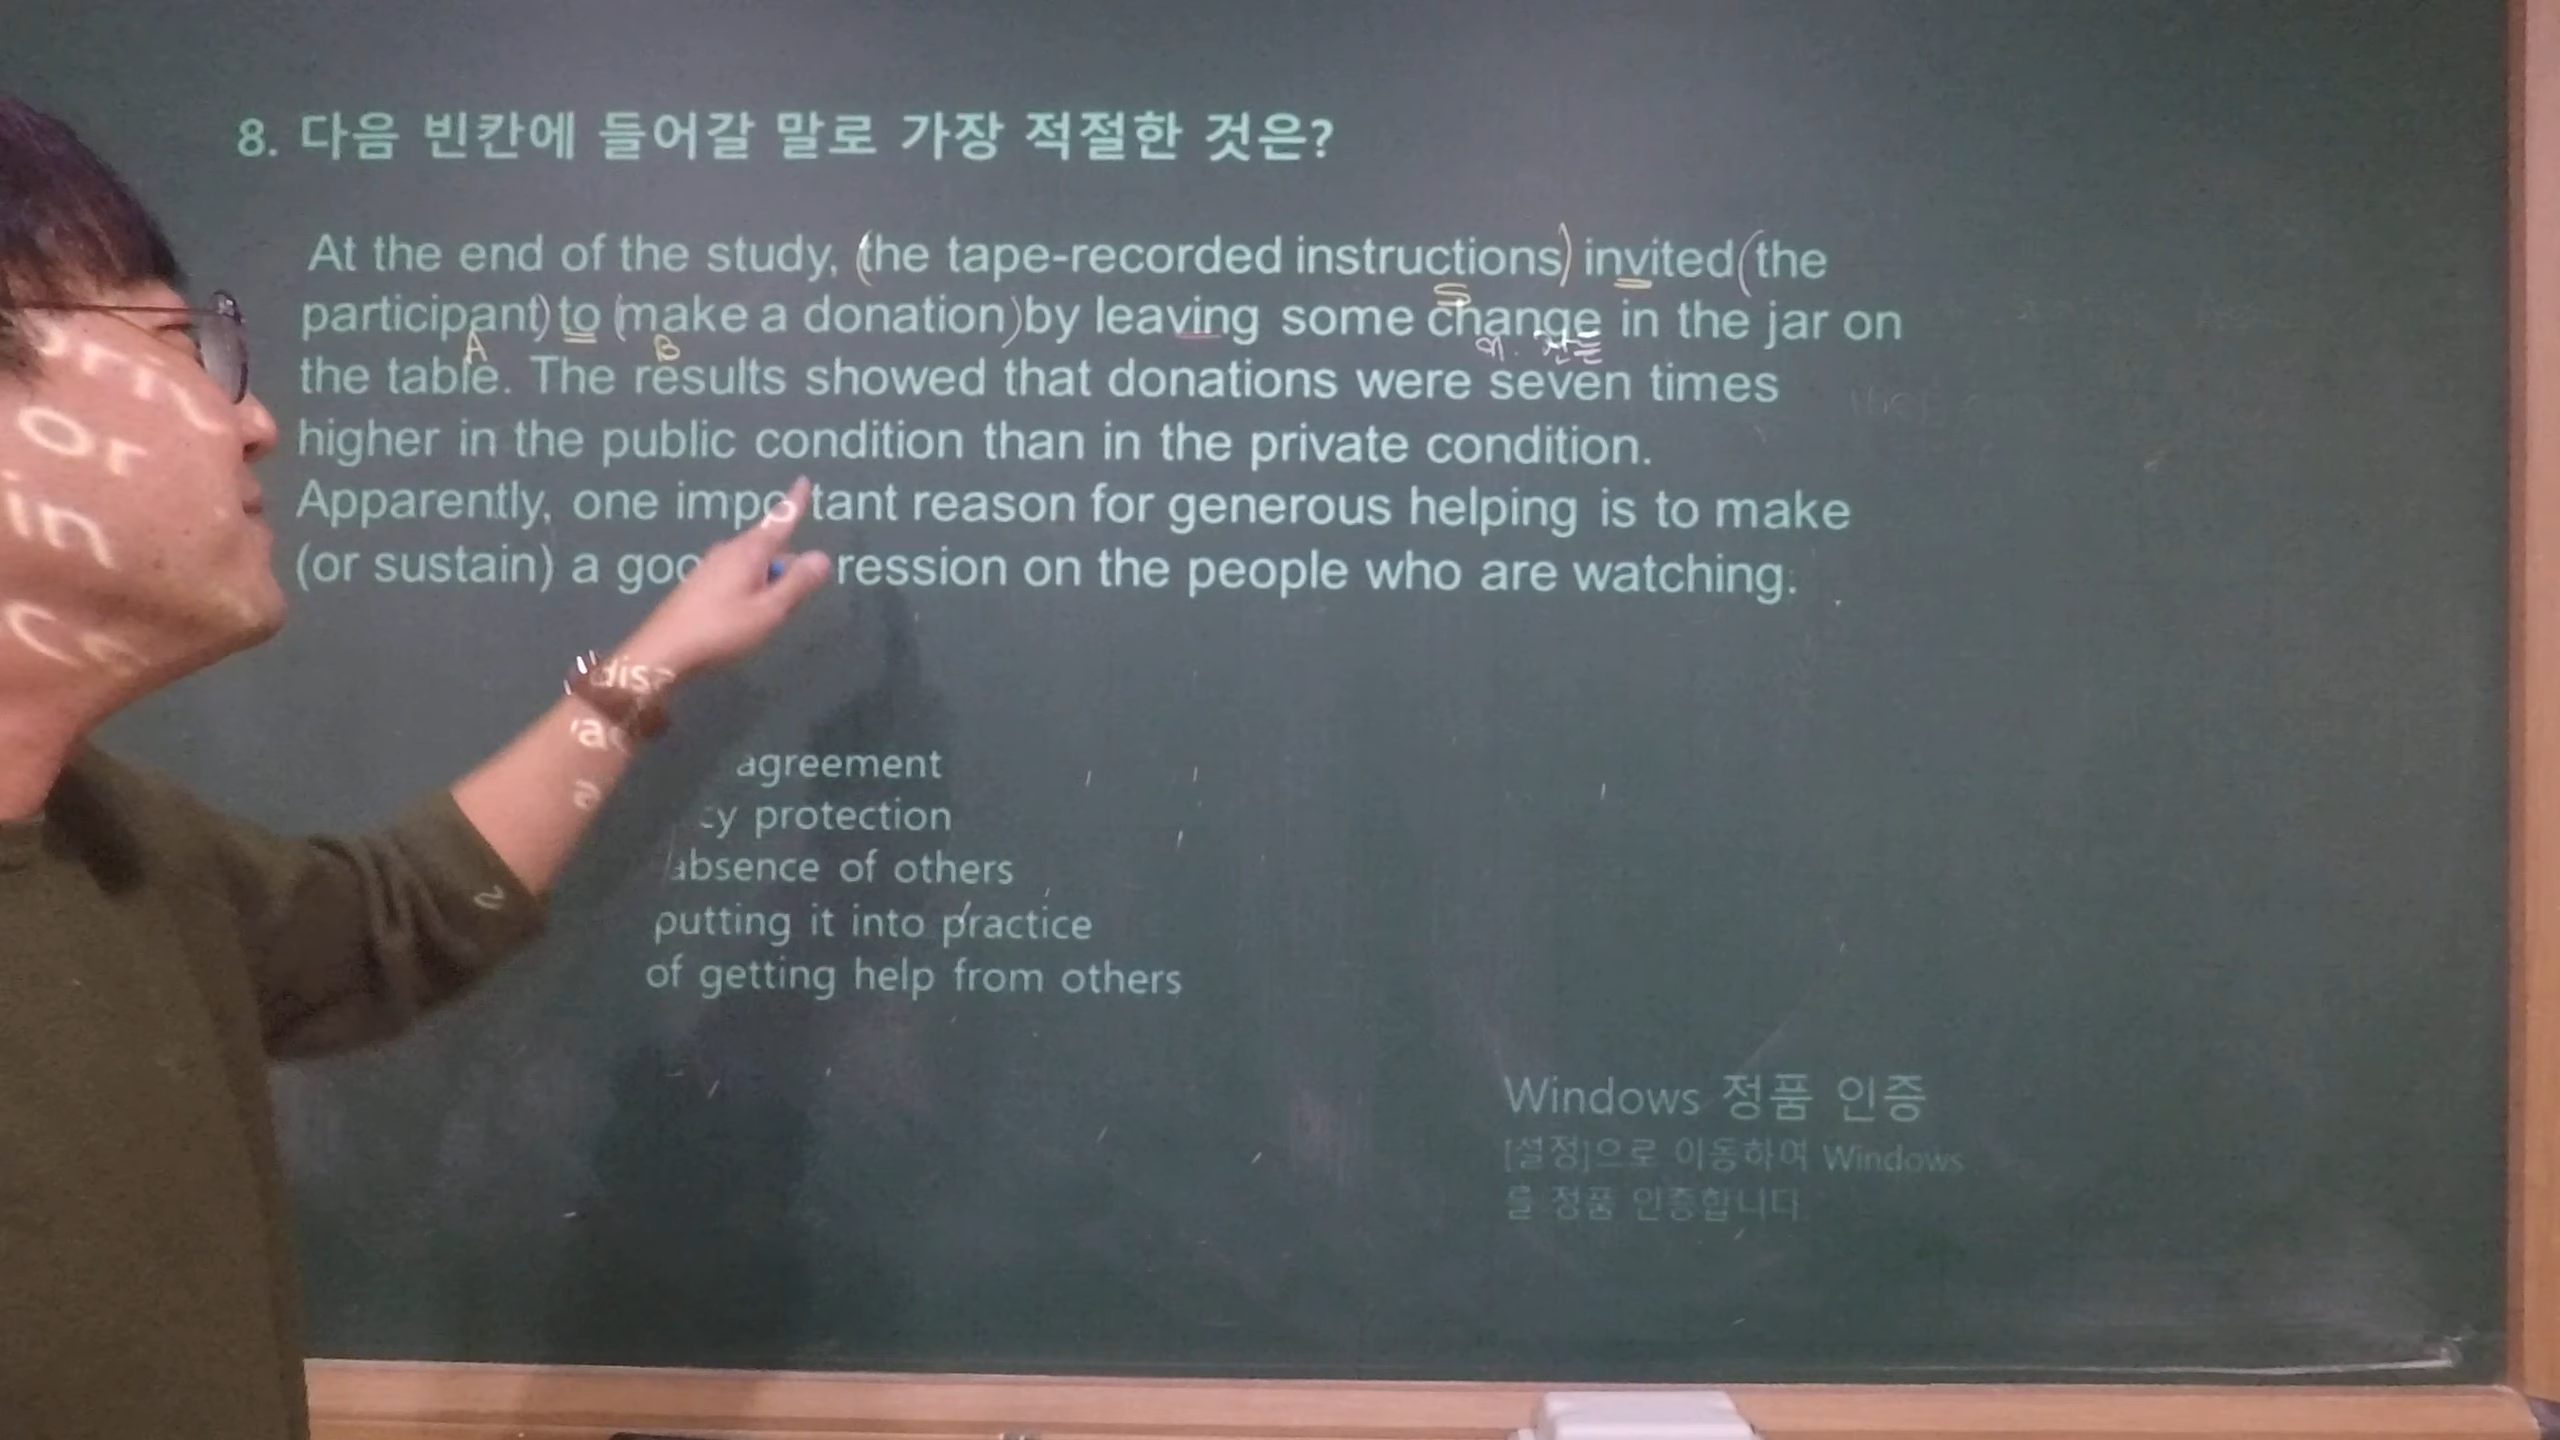 8. 다음 빈칸에 들어갈 말로 가장 적절한 것은?
At the end of the study, (the tape-recorded instructions) invited (the
participant) to (make a donation) by leaving some change in the jar on
A B S 잔돈
the table. The results showed that donations were seven times
higher in the public condition than in the private condition.
Apparently, one important reason for generous helping is to make
(or sustain) a ression on the people who are watching.
agreement
protection
absence of others
putting it into practice
of getting help from others
Windows 정품 인증
[설정]으로 이동하여 Windows
를 정품 인증합니다.